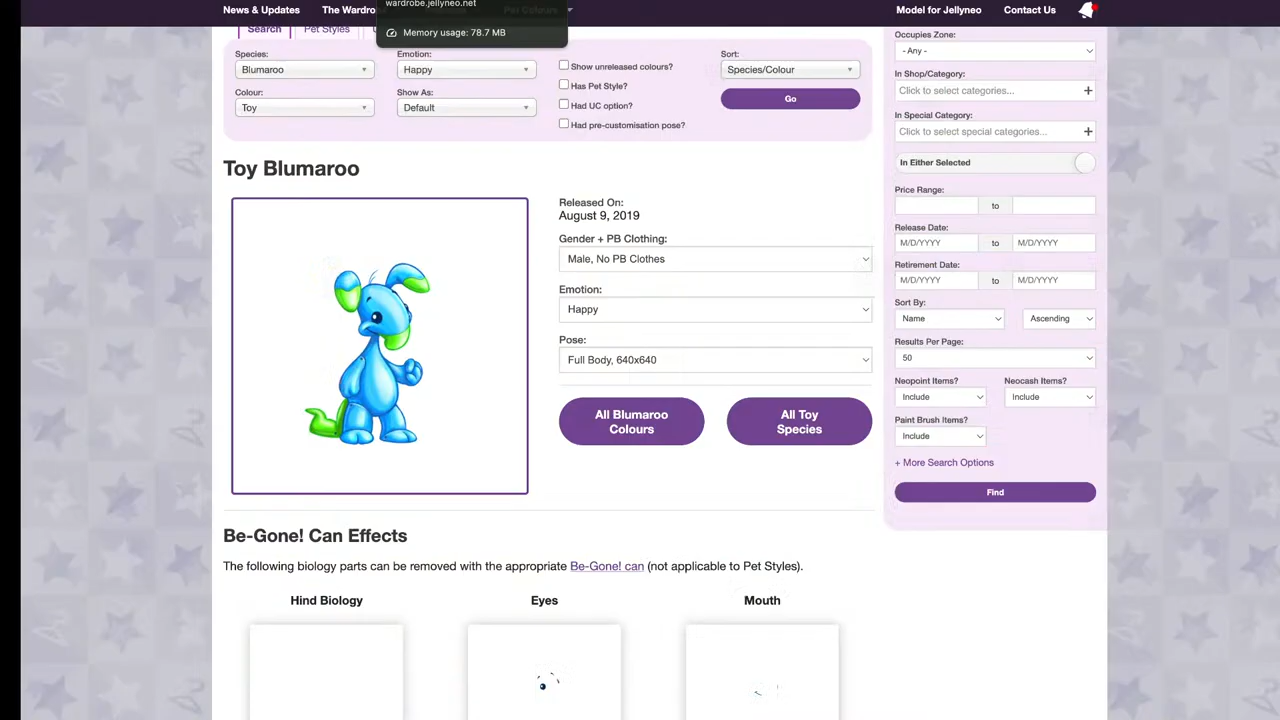 wardrobe.jellyneo.net
News & Updates The Wardro Pet Colours Model for Jellyneo Contact Us
Memory usage: 78.7 MB
Search Pet Styles
Species: Emotion: Sort:
Blumaroo Happy Show unreleased colours? Species/Colour
Has Pet Style?
Colour: Show As: Go
Toy Default Had UC option?
Had pre-customisation pose?
Toy Blumaroo
Released On:
August 9, 2019
Gender + PB Clothing:
Male, No PB Clothes
Emotion:
Happy
Pose:
Full Body, 640x640
All Blumaroo
Colours
All Toy
Species
Be-Gone! Can Effects
The following biology parts can be removed with the appropriate Be-Gone! can (not applicable to Pet Styles).
Hind Biology Eyes Mouth
Occupies Zone:
- Any -
In Shop/Category:
Click to select categories... +
In Special Category:
Click to select special categories... +
In Either Selected
Price Range:
to
Release Date:
M/D/YYYY to M/D/YYYY
Retirement Date:
M/D/YYYY to M/D/YYYY
Sort By:
Name Ascending
Results Per Page:
50
Neopoint Items? Neocash Items?
Include Include
Paint Brush Items?
Include
+ More Search Options
Find